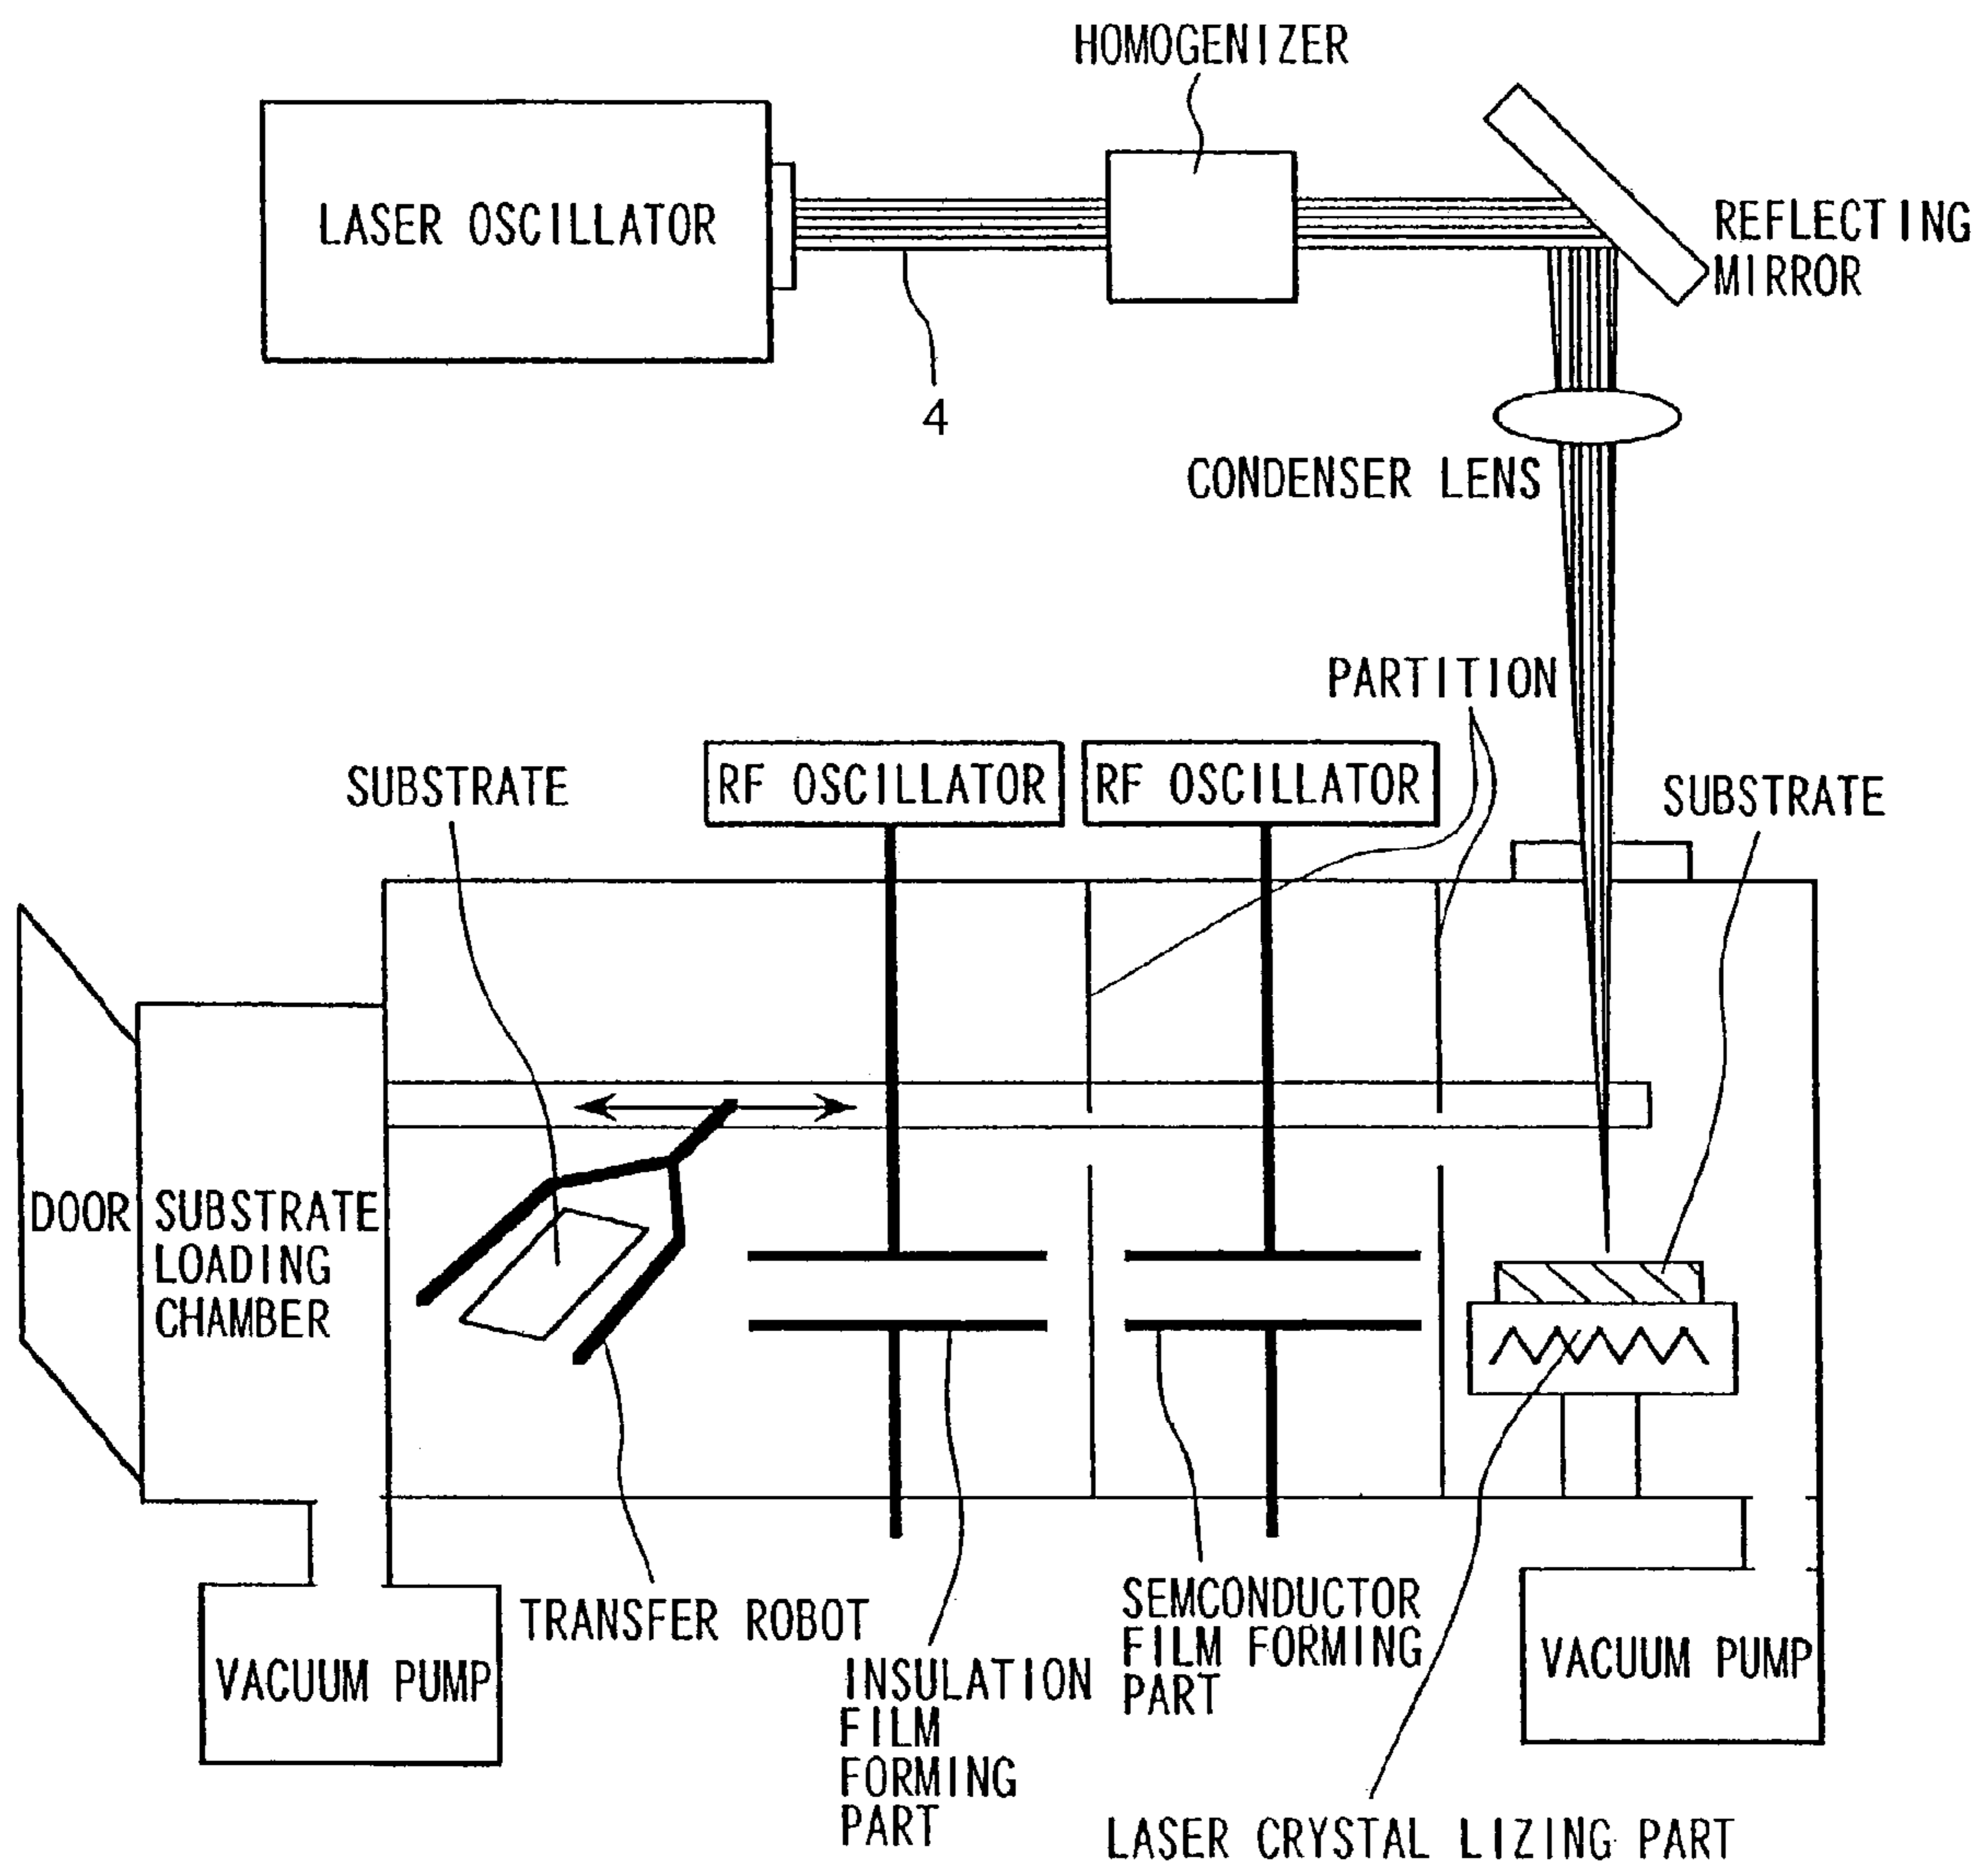 HOMOGENIZER
LASER OSCILLATOR
REFLECTING
MIRROR
4
CONDENSER LENS
PARTITION
SUBSTRATE
RF OSCILLATOR
RF OSCILLATOR
SUBSTRATE
DOOR
SUBSTRATE
LOADING
CHAMBER
TRANSFER ROBOT
SEMCONDUCTOR
FILM FORMING
PART
VACUUM PUMP
VACUUM PUMP
INSULATION
FILM
FORMING
PART
LASER CRYSTAL LIZING PART